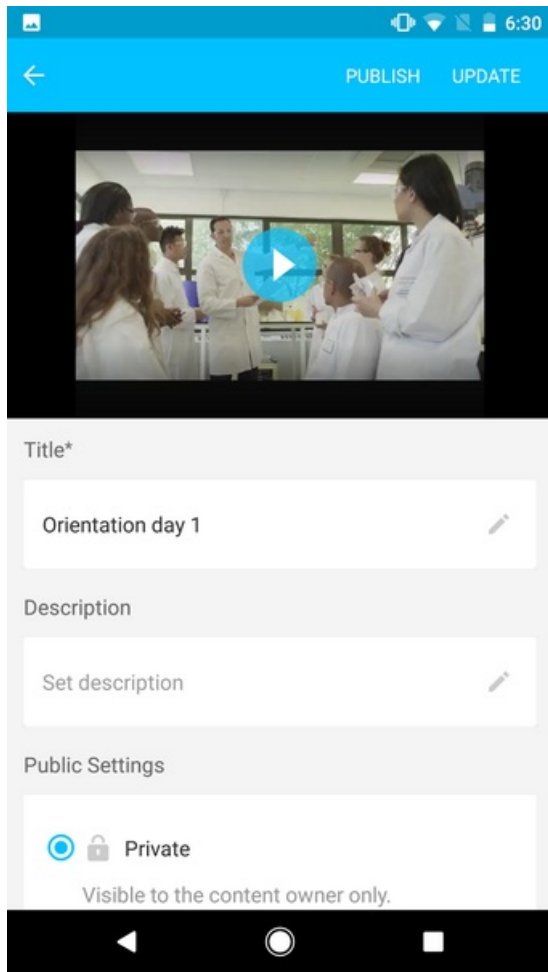 6:30
PUBLISH UPDATE
Title*
Orientation day 1
Description
Set description
Public Settings
Private
Visible to the content owner only.